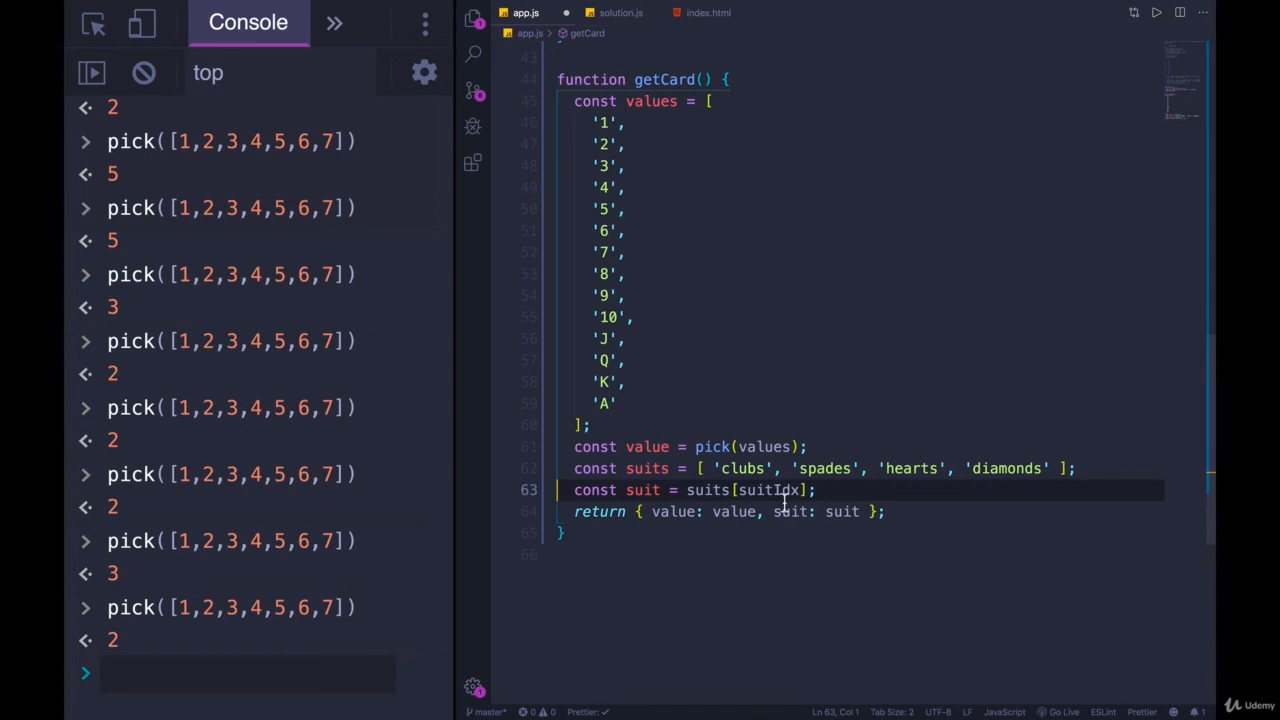 Console
top
2
pick([1,2,3,4,5,6,7])
5
pick([1,2,3,4,5,6,7])
5
pick([1,2,3,4,5,6,7])
3
pick([1,2,3,4,5,6,7])
2
pick([1,2,3,4,5,6,7])
2
pick([1,2,3,4,5,6,7])
2
pick([1,2,3,4,5,6,7])
3
pick([1,2,3,4,5,6,7])
2
app.js solution.js index.html
app.js > getCard
43 }
44 function getCard() {
45 const values = [
46 '1',
47 '2',
48 '3',
49 '4',
50 '5',
51 '6',
52 '7',
53 '8',
54 '9',
55 '10',
56 'J',
57 'Q',
58 'K',
59 'A'
60 ];
61 const value = pick(values);
62 const suits = [ 'clubs', 'spades', 'hearts', 'diamonds' ];
63 const suit = suits[suitIdx];
64 return { value: value, suit: suit };
65 }
66
master* 0 0 Prettier: ✓ Ln 63, Col 1 Tab Size: 2 UTF-8 LF JavaScript Go Live ESLint Prettier 1
Udemy